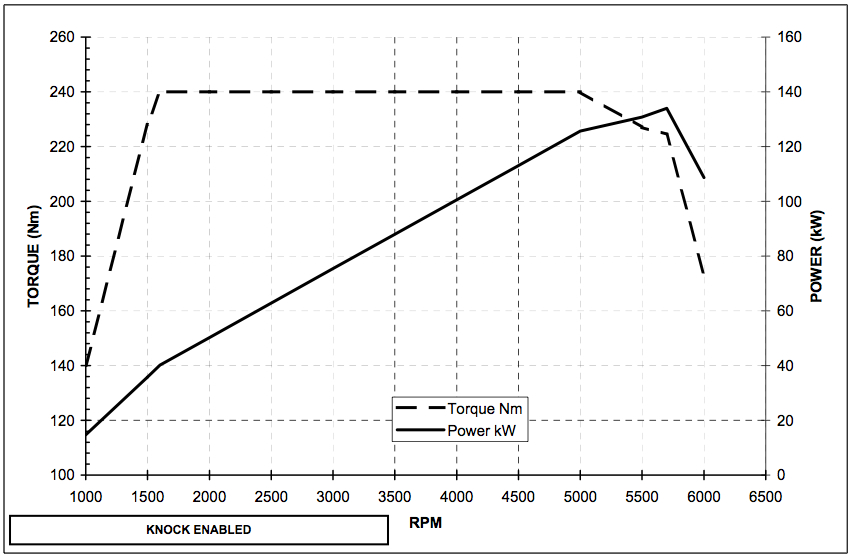 260
240
220
200
180
160
140
120
100
TORQUE (Nm)
160
140
120
100
80
60
40
20
0
POWER (kW)
Torque Nm
Power kW
1000 1500 2000 2500 3000 3500 4000 4500 5000 5500 6000 6500
RPM
KNOCK ENABLED